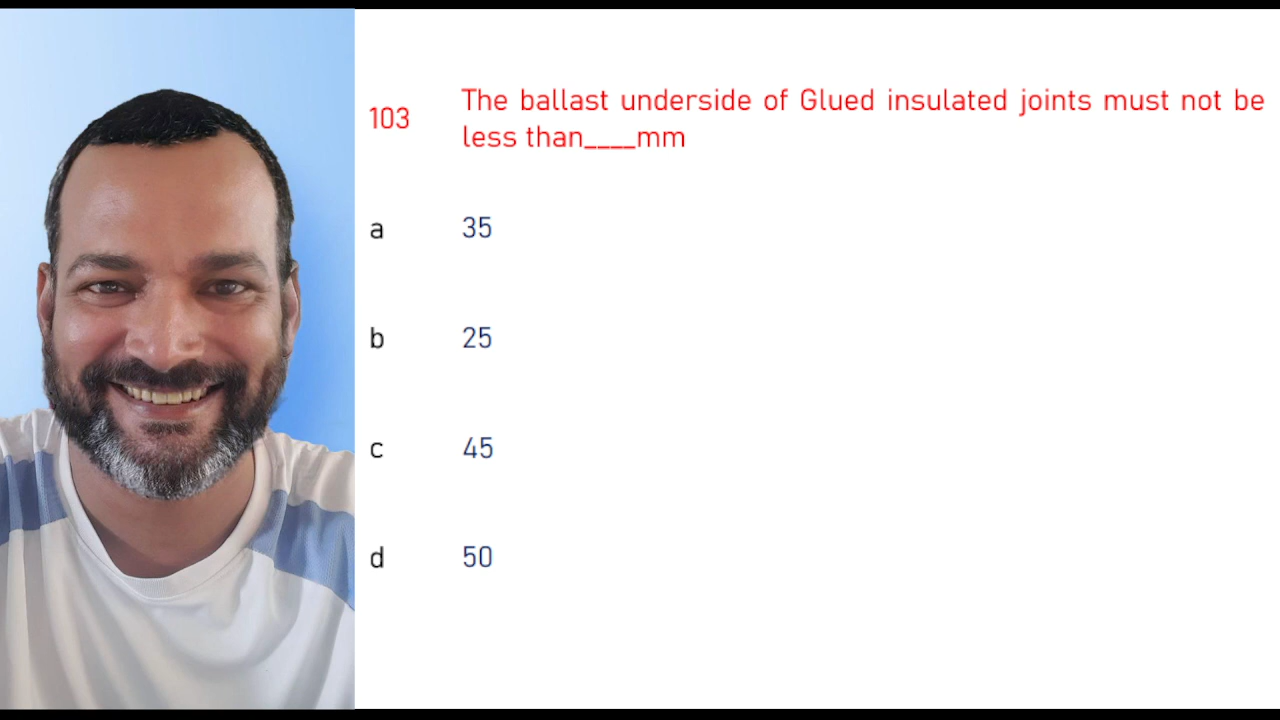 103
The ballast underside of Glued insulated joints must not be
less than____mm
a 35
b 25
c 45
d 50